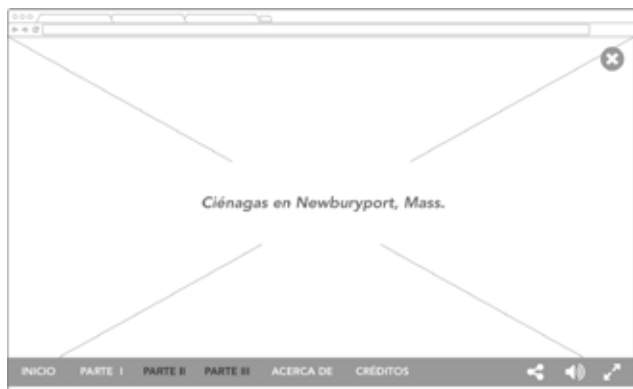 Ciénagas en Newburyport, Mass.
INICIO PARTE I PARTE II PARTE III ACERCA DE CRÉDITOS